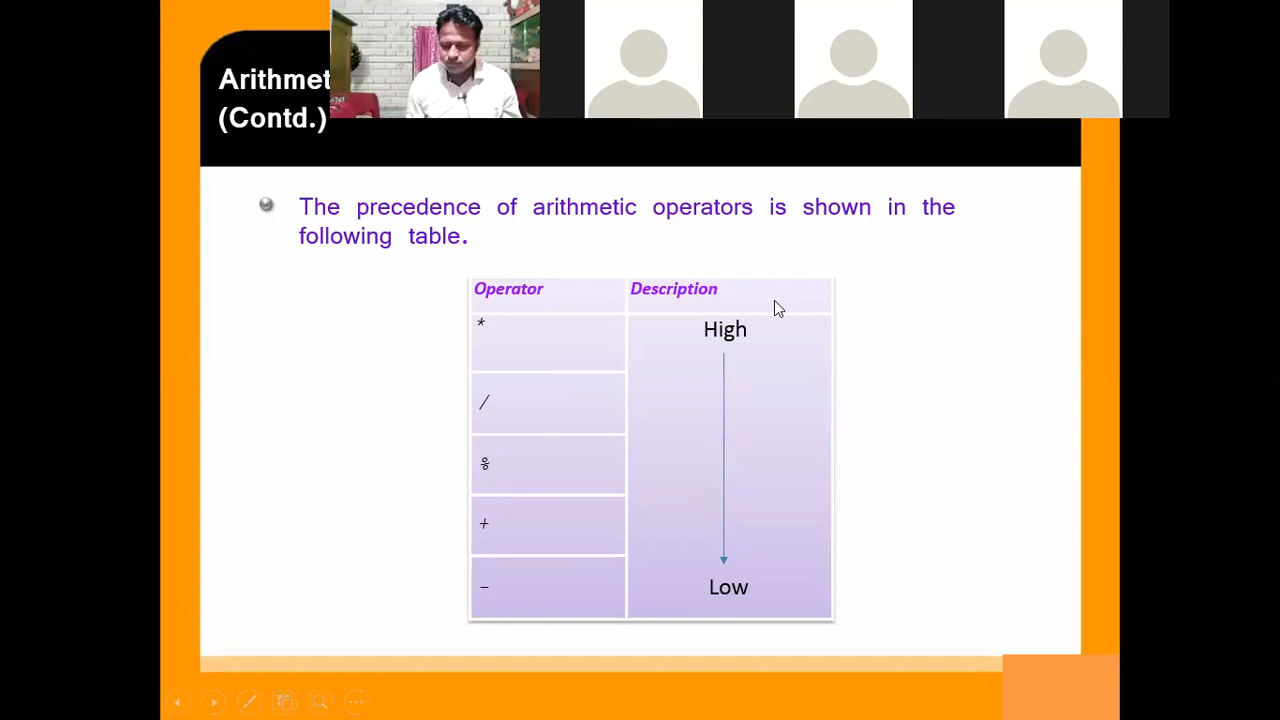 Arithmet
(Contd.)
The precedence of arithmetic operators is shown in the
following table.
Operator Description
*
High
/
%
+
–
Low